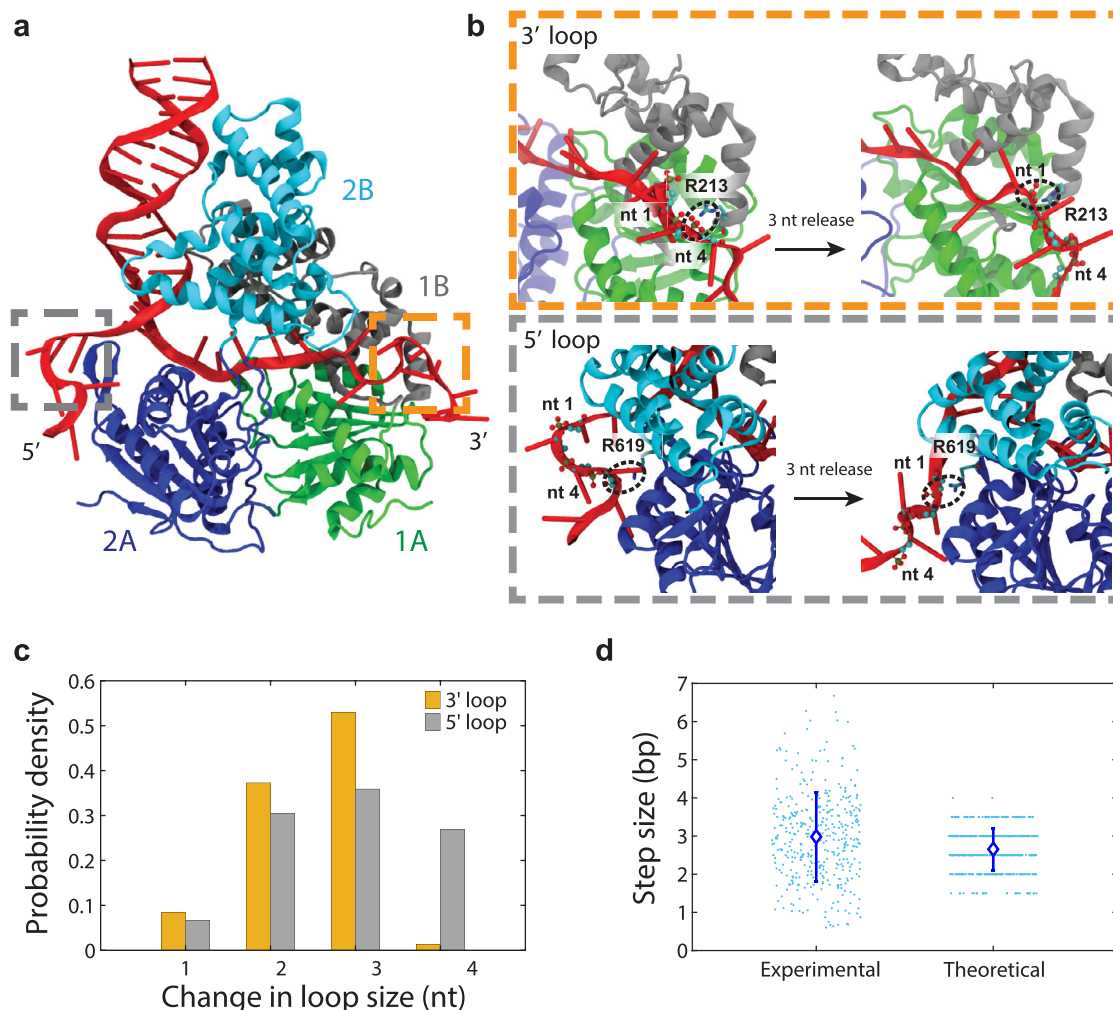 a
2B
1B
5′
3′
2A
1A
b
3′ loop
R213
nt 1
nt 4
3 nt release
nt 1
R213
nt 4
5′ loop
nt 1
R619
nt 4
3 nt release
R619
nt 1
nt 4
c
Probability density
0.6
0.5
0.4
0.3
0.2
0.1
0
3' loop
5' loop
1
2
3
4
Change in loop size (nt)
d
Step size (bp)
7
6
5
4
3
2
1
0
Experimental
Theoretical